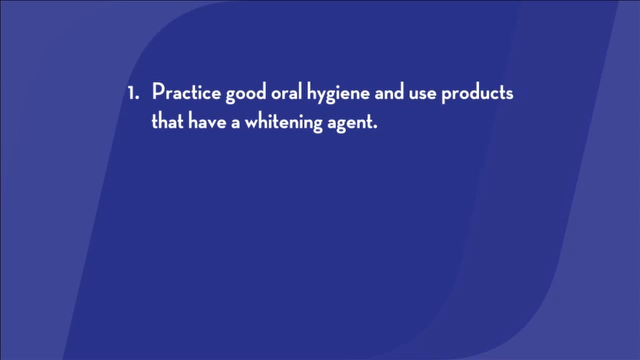 1. Practice good oral hygiene and use products
that have a whitening agent.